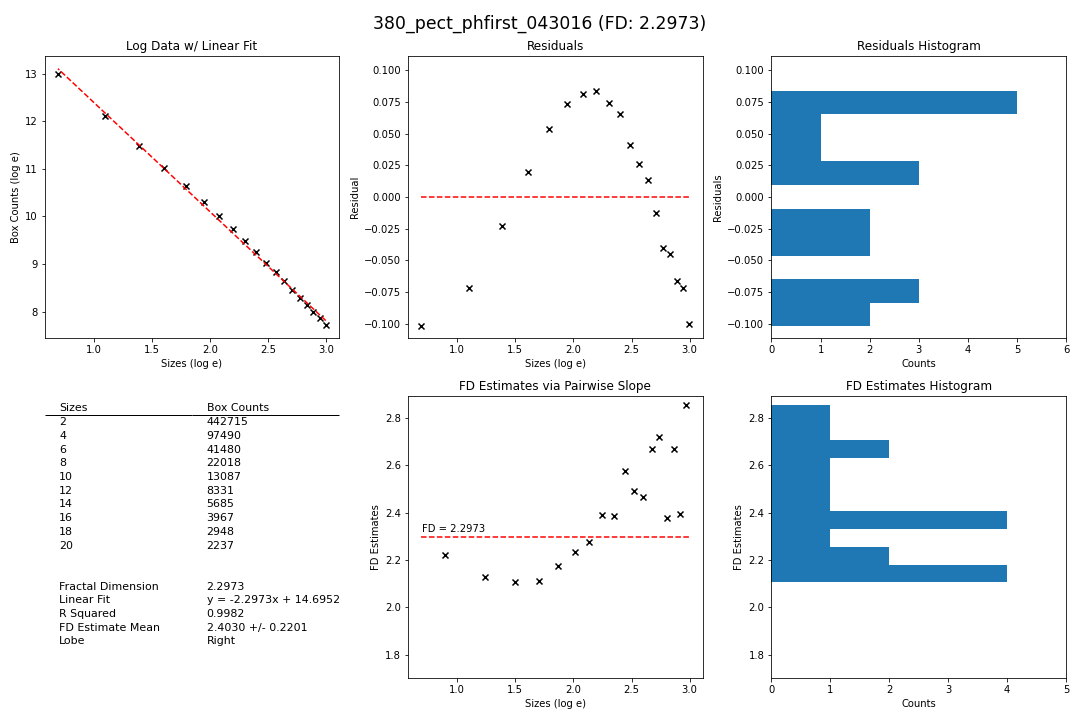 380_pect_phfirst_043016 (FD: 2.2973)
Log Data w/ Linear Fit
Box Counts (log e)
13
12
11
10
9
8
1.0 1.5 2.0 2.5 3.0
Sizes (log e)
Residuals
Residual
0.100
0.075
0.050
0.025
0.000
−0.025
−0.050
−0.075
−0.100
1.0 1.5 2.0 2.5 3.0
Sizes (log e)
Residuals Histogram
Residuals
0.100
0.075
0.050
0.025
0.000
−0.025
−0.050
−0.075
−0.100
0 1 2 3 4 5 6
Counts
Sizes Box Counts
2 442715
4 97490
6 41480
8 22018
10 13087
12 8331
14 5685
16 3967
18 2948
20 2237
Fractal Dimension 2.2973
Linear Fit y = -2.2973x + 14.6952
R Squared 0.9982
FD Estimate Mean 2.4030 +/- 0.2201
Lobe Right
FD Estimates via Pairwise Slope
FD Estimates
2.8
2.6
2.4
2.2
2.0
1.8
FD = 2.2973
1.0 1.5 2.0 2.5 3.0
Sizes (log e)
FD Estimates Histogram
FD Estimates
2.8
2.6
2.4
2.2
2.0
1.8
0 1 2 3 4 5
Counts